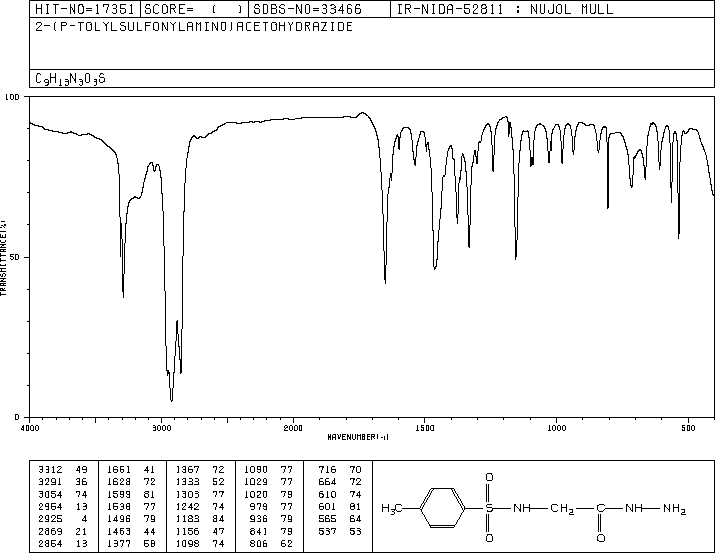 HIT-NO=17351 SCORE= ( ) SDBS-NO=33466 IR-NIDA-52811 : NUJOL MULL
2-(P-TOLYLSULFONYLAMINO)ACETOHYDRAZIDE
C9H13N3O3S
100
50
0
TRANSMITTANCE(%)
4000 3000 2000 1500 1000 500
WAVENUMBER(-1)
3312 49 1651 41 1367 72 1090 77 716 70
3291 36 1628 72 1333 52 1029 77 664 72
3054 74 1599 81 1303 77 1020 79 610 74
2954 13 1538 77 1242 74 979 77 601 81
2925 4 1496 79 1183 84 936 79 565 64
2869 21 1463 44 1156 47 841 79 537 53
2854 13 1377 60 1098 74 806 62
O
H3C S NH CH2 C NH NH2
O O